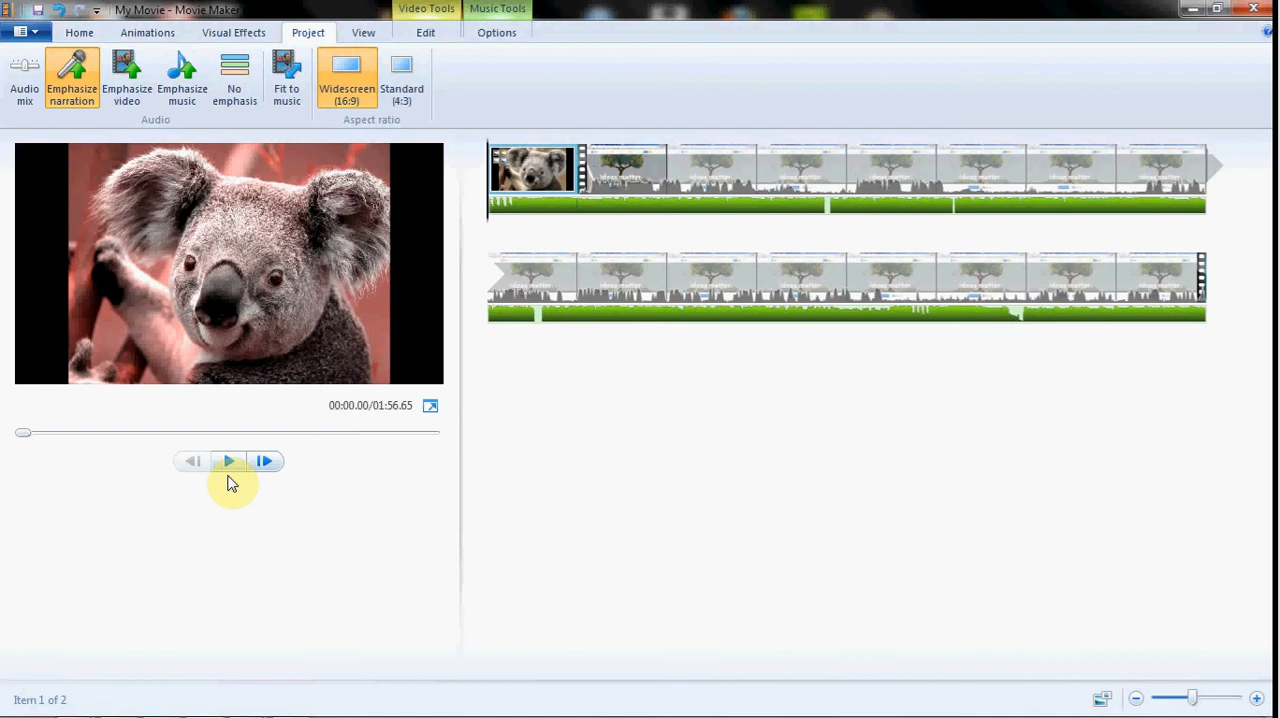 My Movie - Movie Maker
Video Tools
Music Tools
Home
Animations
Visual Effects
Project
View
Edit
Options
Audio
mix
Emphasize
narration
Emphasize
video
Emphasize
music
No
emphasis
Fit to
music
Widescreen
(16:9)
Standard
(4:3)
Audio
Aspect ratio
ideas matter
00:00.00/01:56.65
Item 1 of 2